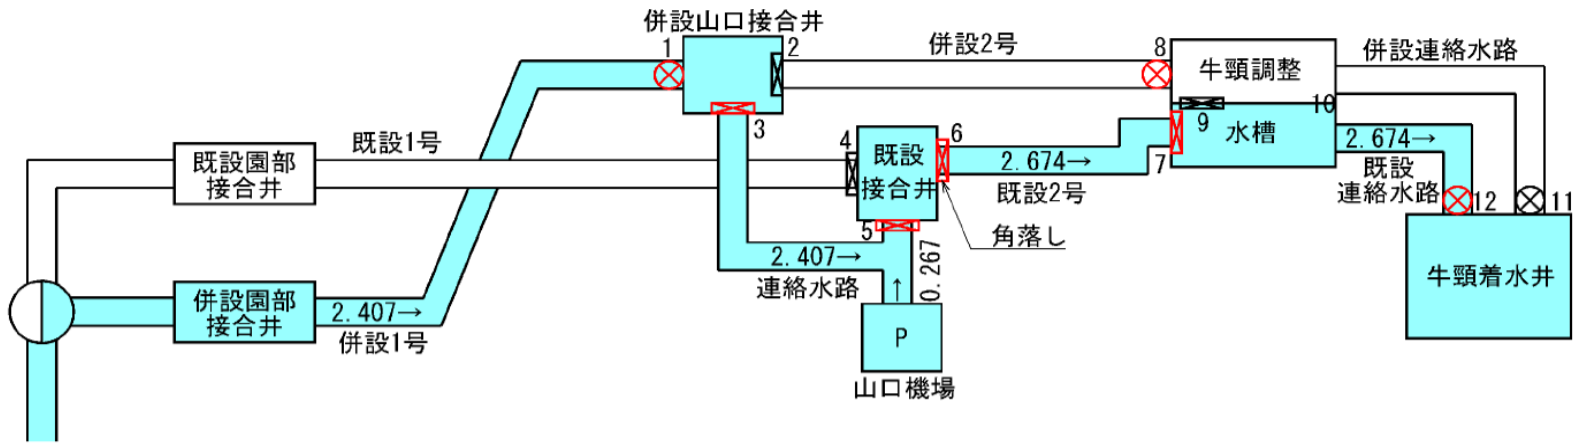 併設山口接合井
1
2
併設2号
8
牛頸調整
10
9
水槽
併設連絡水路
3
既設1号
既設園部
接合井
4
既設
接合井
6
2.674→
既設2号
7
2.674→
既設
連絡水路
12
11
5
角落し
2.407→
連絡水路
0.267
→
併設園部
接合井
2.407→
併設1号
P
山口機場
牛頸着水井